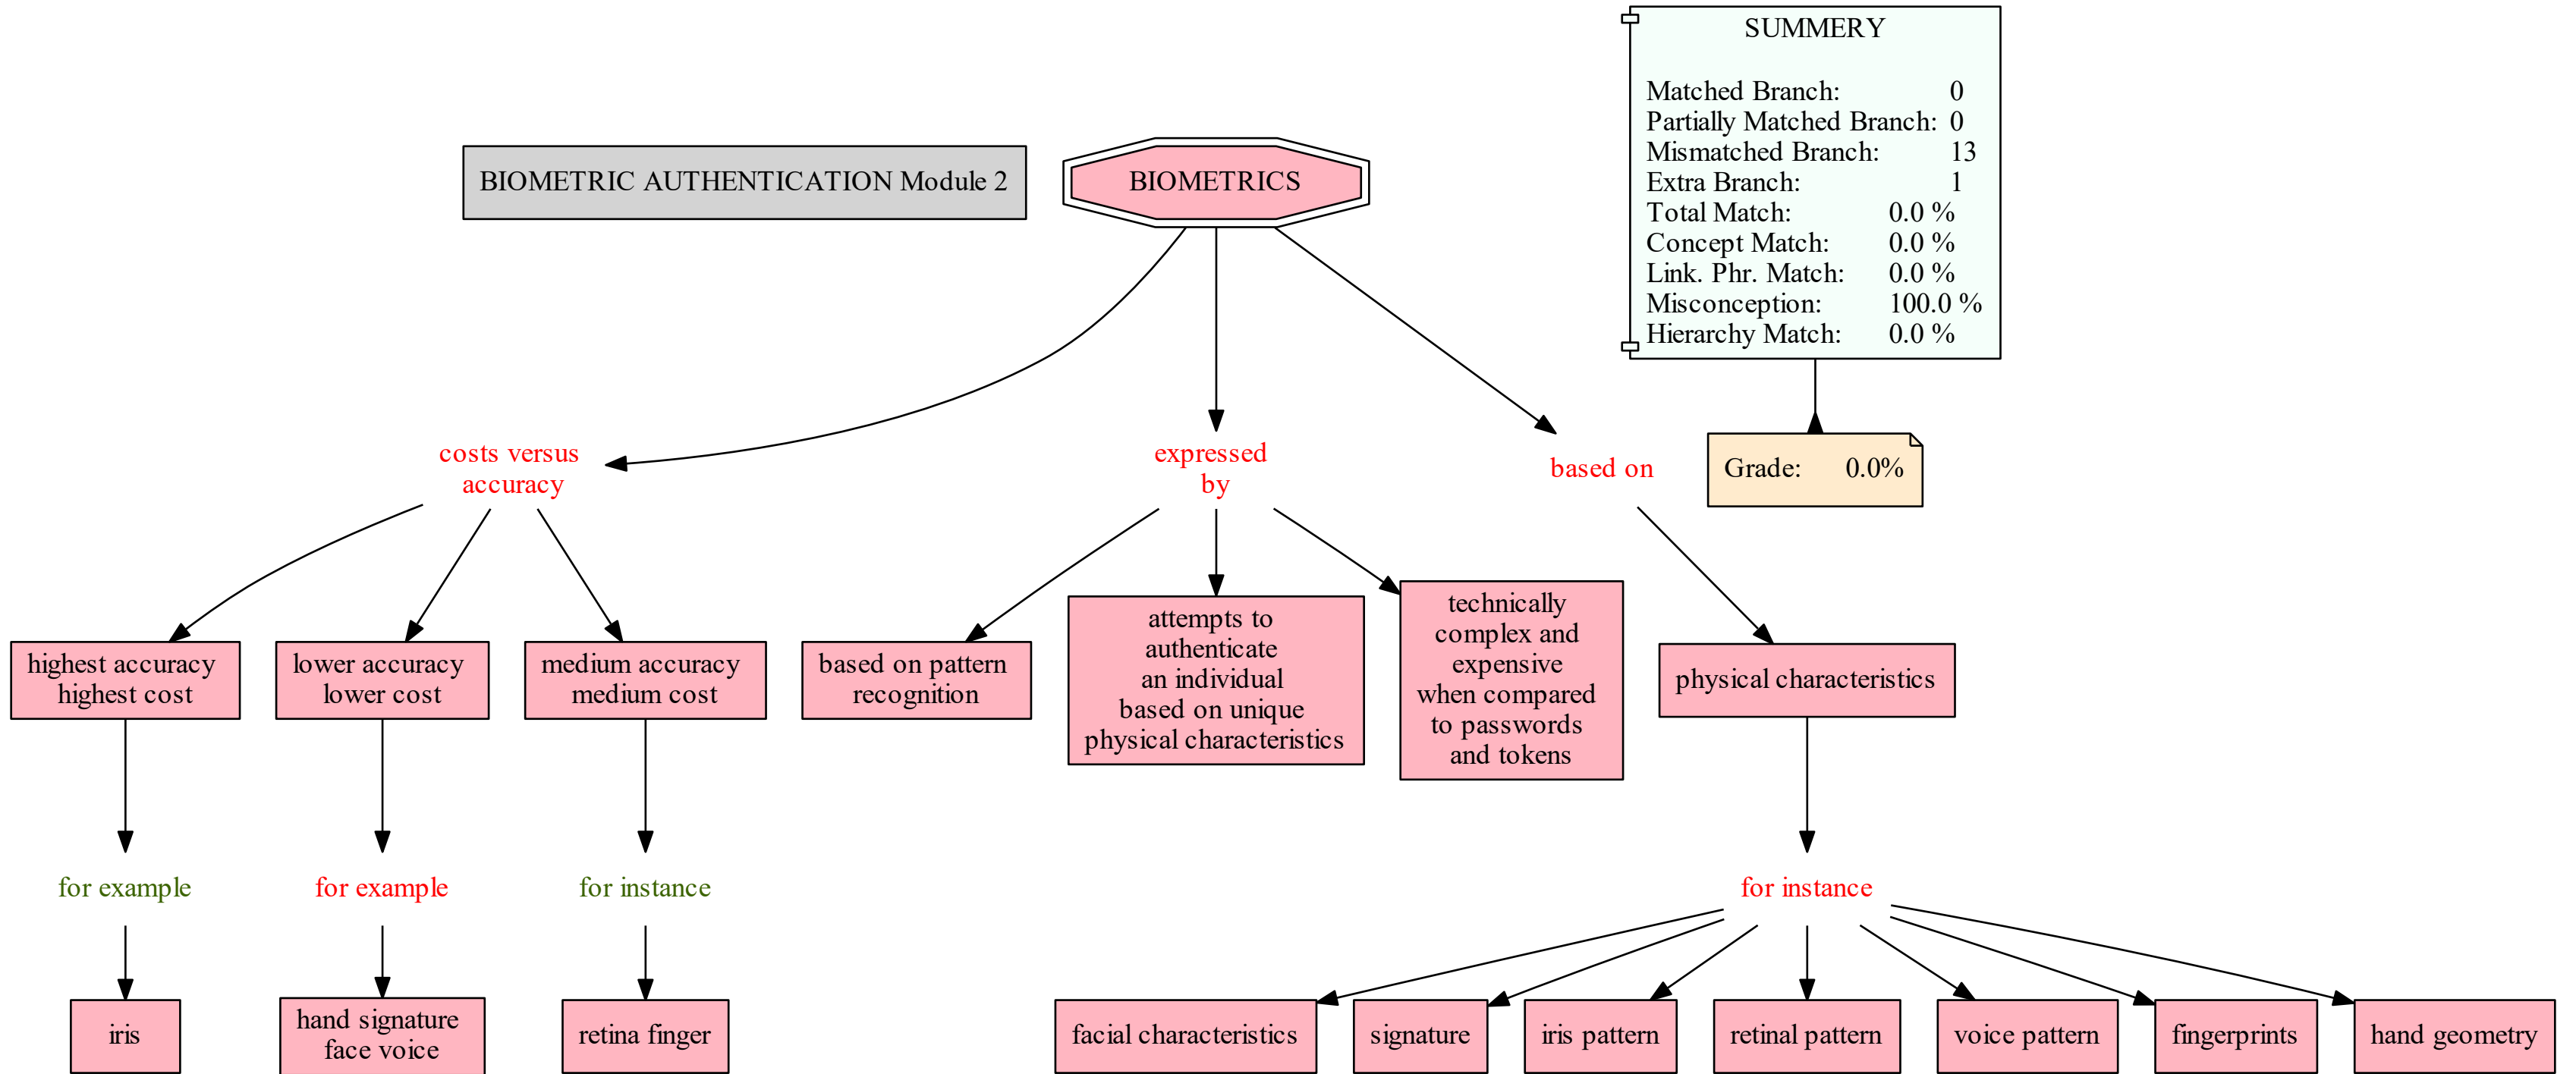 SUMMERY
Matched Branch: 0
Partially Matched Branch: 0
Mismatched Branch: 13
Extra Branch: 1
Total Match: 0.0 %
Concept Match: 0.0 %
Link. Phr. Match: 0.0 %
Misconception: 100.0 %
Hierarchy Match: 0.0 %
BIOMETRIC AUTHENTICATION Module 2
BIOMETRICS
costs versus
accuracy
expressed
by
based on
Grade: 0.0%
highest accuracy
highest cost
lower accuracy
lower cost
medium accuracy
medium cost
based on pattern
recognition
attempts to
authenticate
an individual
based on unique
physical characteristics
technically
complex and
expensive
when compared
to passwords
and tokens
physical characteristics
for example
for example
for instance
for instance
iris
hand signature
face voice
retina finger
facial characteristics
signature
iris pattern
retinal pattern
voice pattern
fingerprints
hand geometry